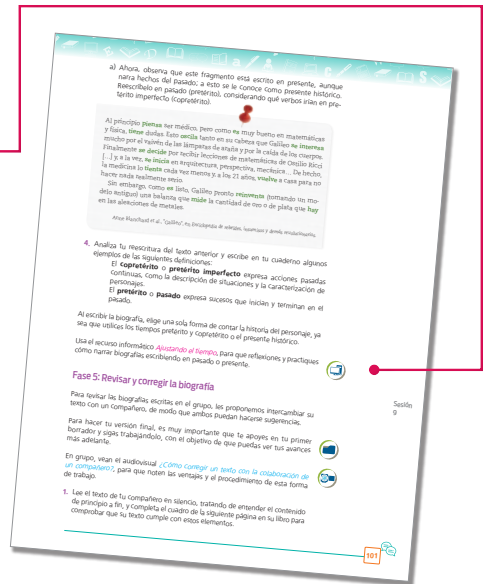 a) Ahora, observa que este fragmento está escrito en presente, aunque
narra hechos del pasado; a esto se le conoce como presente histórico.
Reescríbelo en pasado (pretérito), considerando qué verbos irían en pre-
térito imperfecto (copretérito).
Al principio piensa ser médico, pero como es muy bueno en matemáticas
y física, tiene dudas. Esto oscila tanto en su cabeza que Galileo se interesa
mucho por el vaivén de las lámparas de araña y por la caída de los cuerpos.
Finalmente se decide por recibir lecciones de matemáticas de Ostilio Ricci
[...] y, a la vez, se inicia en arquitectura, perspectiva, mecánica... De hecho,
la medicina lo tienta cada vez menos y, a los 21 años, vuelve a casa para no
hacer nada realmente serio.
Sin embargo, como es listo, Galileo pronto reinventa (tomando un mo-
delo antiguo) una balanza que mide la cantidad de oro o de plata que hay
en las aleaciones de metales.
Anne Blanchard et al., "Galileo", en Enciclopedia de rebeldes, insumisos y demás revolucionarios.
4. Analiza tu reescritura del texto anterior y escribe en tu cuaderno algunos
ejemplos de las siguientes definiciones:
El copretérito o pretérito imperfecto expresa acciones pasadas
continuas, como la descripción de situaciones y la caracterización de
personajes.
El pretérito o pasado expresa sucesos que inician y terminan en el
pasado.
Al escribir la biografía, elige una sola forma de contar la historia del personaje, ya
sea que utilices los tiempos pretérito y copretérito o el presente histórico.
Usa el recurso informático Ajustando el tiempo, para que reflexiones y practiques
cómo narrar biografías escribiendo en pasado o presente.
Fase 5: Revisar y corregir la biografía
Sesión
9
Para revisar las biografías escritas en el grupo, les proponemos intercambiar su
texto con un compañero, de modo que ambos puedan hacerse sugerencias.
Para hacer tu versión final, es muy importante que te apoyes en tu primer
borrador y sigas trabajándolo, con el objetivo de que puedas ver tus avances
más adelante.
En grupo, vean el audiovisual ¿Cómo corregir un texto con la colaboración de
un compañero?, para que noten las ventajas y el procedimiento de esta forma
de trabajo.
1. Lee el texto de tu compañero en silencio, tratando de entender el contenido
de principio a fin, y completa el cuadro de la siguiente página en su libro para
comprobar que su texto cumple con estos elementos.
101